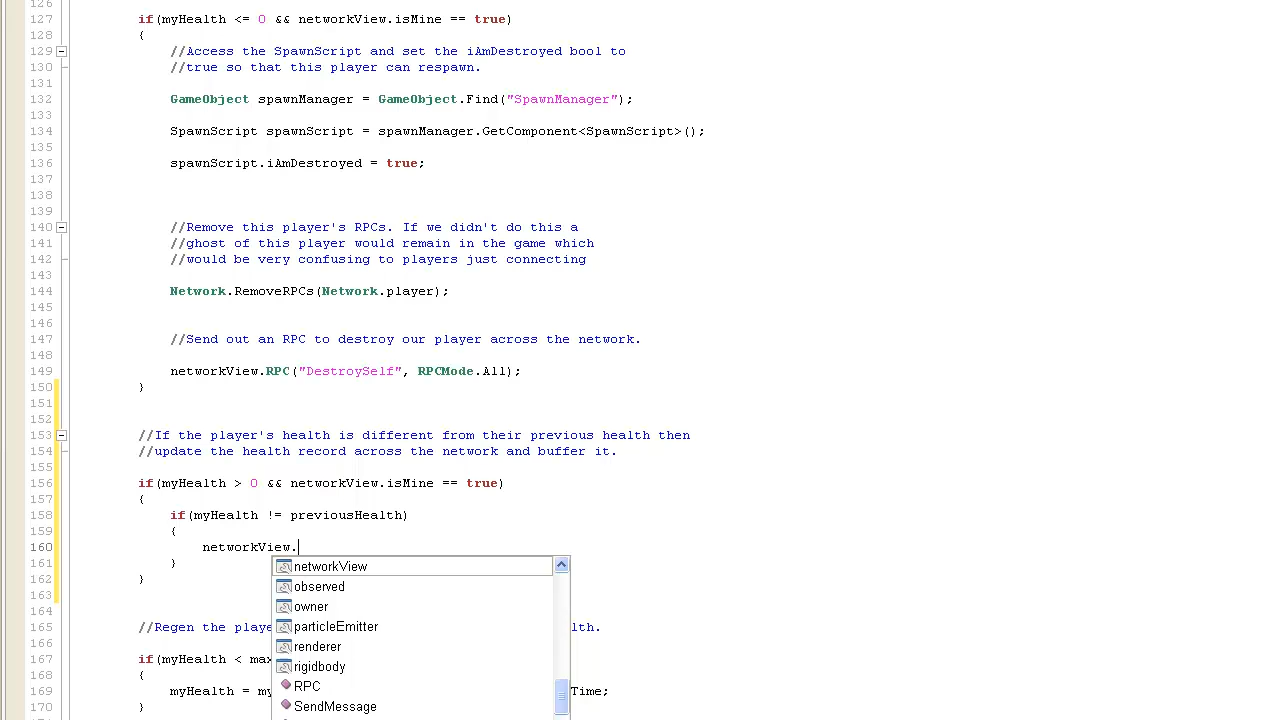 126
127 if(myHealth <= 0 && networkView.isMine == true)
128 {
129 //Access the SpawnScript and set the iAmDestroyed bool to
130 //true so that this player can respawn.
131
132 GameObject spawnManager = GameObject.Find("SpawnManager");
133
134 SpawnScript spawnScript = spawnManager.GetComponent<SpawnScript>();
135
136 spawnScript.iAmDestroyed = true;
137
138
139
140 //Remove this player's RPCs. If we didn't do this a
141 //ghost of this player would remain in the game which
142 //would be very confusing to players just connecting
143
144 Network.RemoveRPCs(Network.player);
145
146
147 //Send out an RPC to destroy our player across the network.
148
149 networkView.RPC("DestroySelf", RPCMode.All);
150 }
151
152
153 //If the player's health is different from their previous health then
154 //update the health record across the network and buffer it.
155
156 if(myHealth > 0 && networkView.isMine == true)
157 {
158 if(myHealth != previousHealth)
159 {
160 networkView.
161 }
162 }
163
164
165 //Regen the playe lth.
166
167 if(myHealth < max
168 {
169 myHealth = my Time;
170 }
networkView
observed
owner
particleEmitter
renderer
rigidbody
RPC
SendMessage